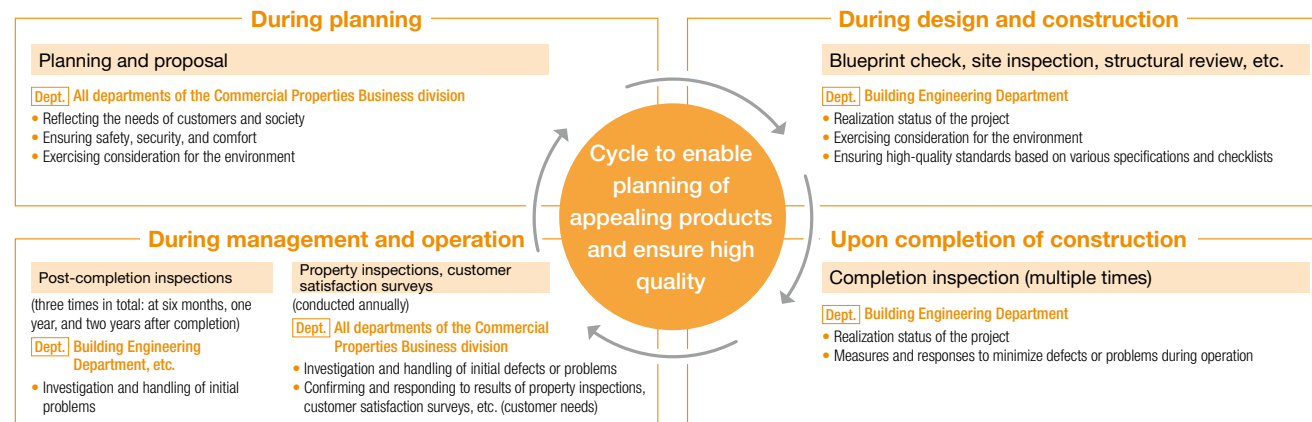 During planning
Planning and proposal
Dept. All departments of the Commercial Properties Business division
• Reflecting the needs of customers and society
• Ensuring safety, security, and comfort
• Exercising consideration for the environment
During design and construction
Blueprint check, site inspection, structural review, etc.
Dept. Building Engineering Department
• Realization status of the project
• Exercising consideration for the environment
• Ensuring high-quality standards based on various specifications and checklists
Cycle to enable
planning of
appealing products
and ensure high
quality
During management and operation
Post-completion inspections
(three times in total: at six months, one
year, and two years after completion)
Dept. Building Engineering
Department, etc.
• Investigation and handling of initial
problems
Property inspections, customer
satisfaction surveys
(conducted annually)
Dept. All departments of the Commercial
Properties Business division
• Investigation and handling of initial defects or problems
• Confirming and responding to results of property inspections,
customer satisfaction surveys, etc. (customer needs)
Upon completion of construction
Completion inspection (multiple times)
Dept. Building Engineering Department
• Realization status of the project
• Measures and responses to minimize defects or problems during operation